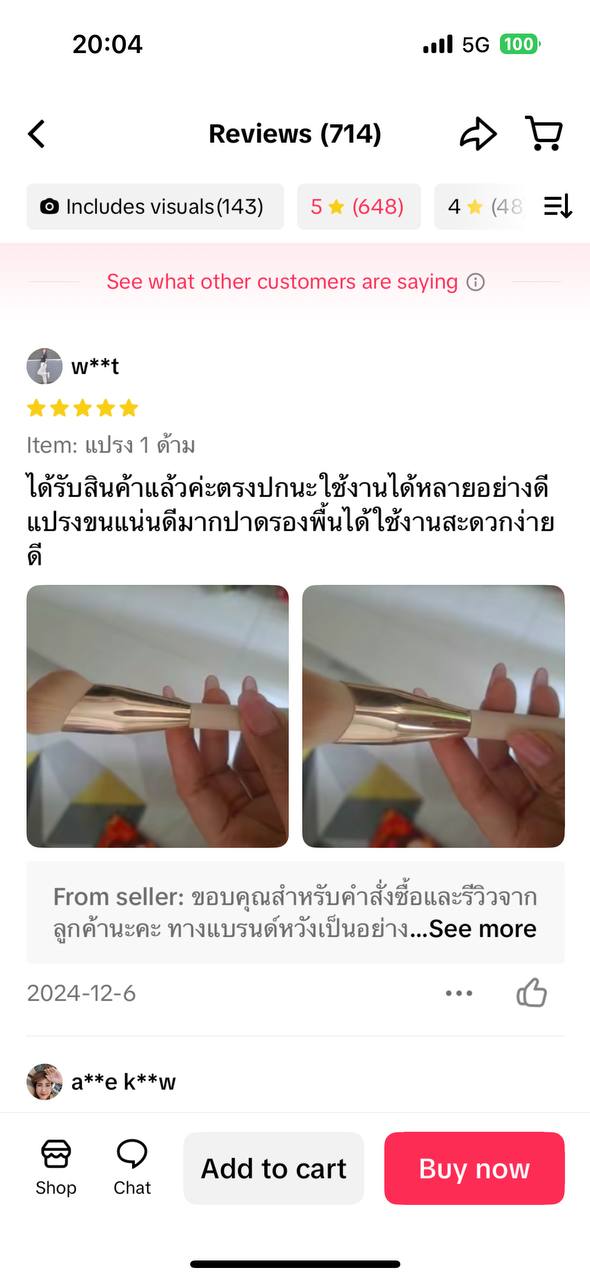 20:04
5G 100
Reviews (714)
Includes visuals(143) 5 (648) 4 (48
See what other customers are saying
w**t
Item: แปรง 1 ด้าม
ได้รับสินค้าแล้วค่ะตรงปกนะใช้งานได้หลายอย่างดี
แปรงขนแน่นดีมากปาดรองพื้นได้ใช้งานสะดวกง่าย
ดี
From seller: ขอบคุณสำหรับคำสั่งซื้อและรีวิวจาก
ลูกค้านะคะ ทางแบรนด์หวังเป็นอย่าง...See more
2024-12-6
a**e k**w
Shop Chat Add to cart Buy now